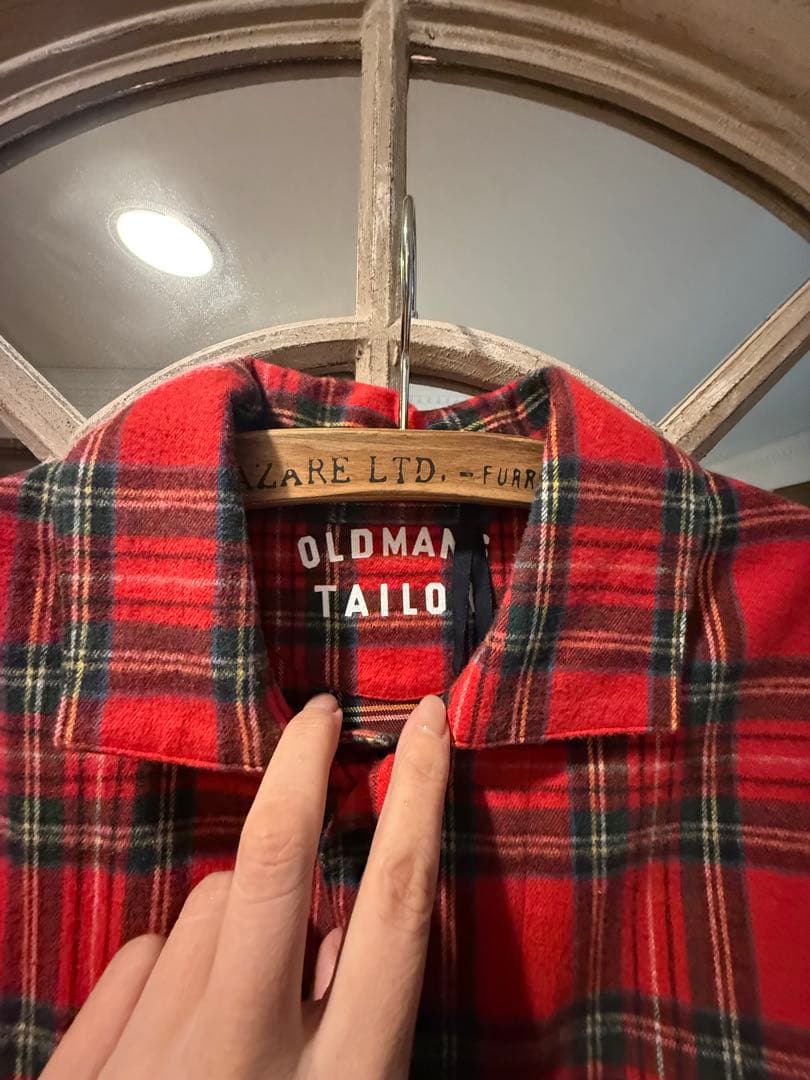 AZARE LTD. - FURR
OLDMAN'S
TAILO